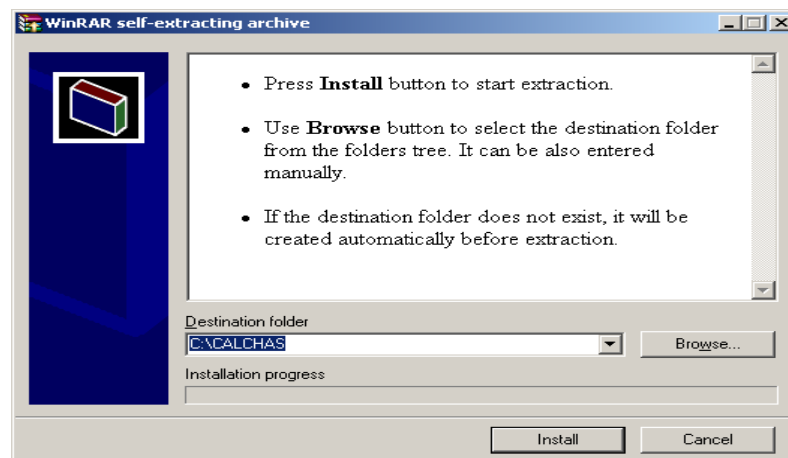 WinRAR self-extracting archive
• Press Install button to start extraction.
• Use Browse button to select the destination folder
from the folders tree. It can be also entered
manually.
• If the destination folder does not exist, it will be
created automatically before extraction.
Destination folder
C:\CALCHAS
Browse...
Installation progress
Install
Cancel